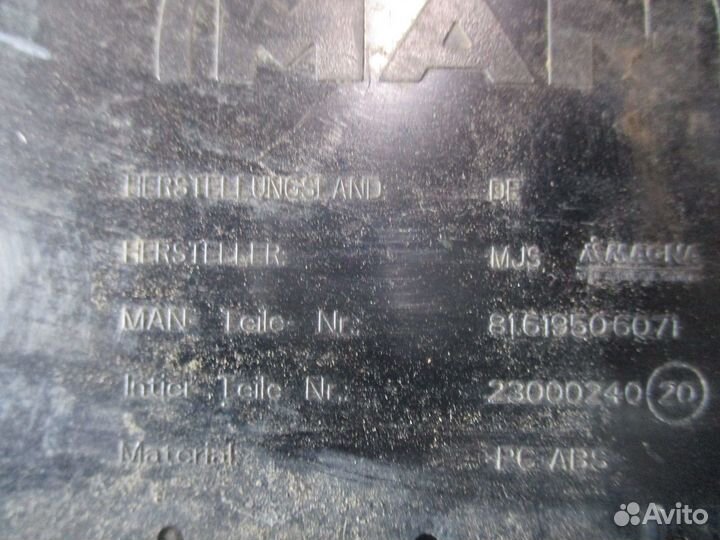 MAN
HERSTELLUNGSLAND DE
HERSTELLER: MJS MAGNA
MAN- Teile- Nr.: 81.61950-6071
Intier Teile Nr.: 23000240 20
Material: >PC-ABS<
Avito